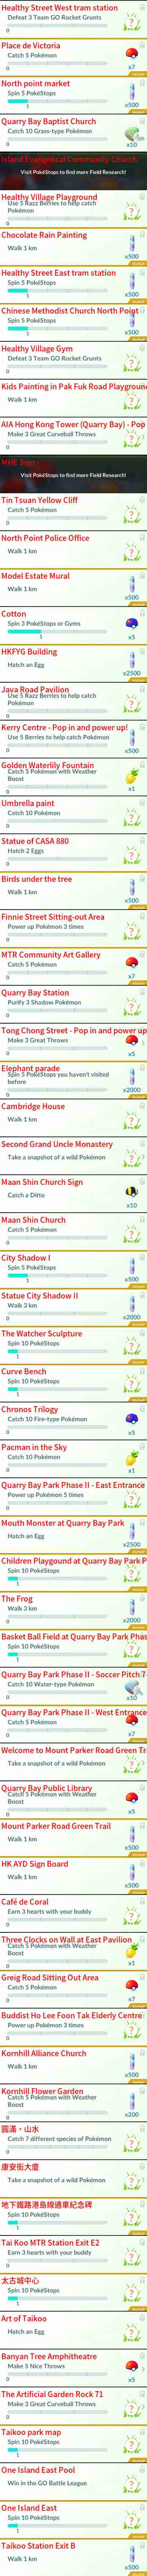 Healthy Street West tram station
Defeat 3 Team GO Rocket Grunts
?
0
Place de Victoria
Catch 5 Pokémon
0
x7
North point market
Spin 5 PokéStops
1
x500
Quarry Bay Baptist Church
Catch 10 Grass-type Pokémon
0
x10
Island Evangelical Community Church
Visit PokéStops to find more Field Research!
Healthy Village Playground
Use 5 Razz Berries to help catch
Pokémon
?
0
Chocolate Rain Painting
Walk 1 km
x500
Healthy Street East tram station
Spin 5 PokéStops
1
x500
Chinese Methodist Church North Point
Spin 5 PokéStops
1
x500
Healthy Village Gym
Defeat 3 Team GO Rocket Grunts
?
0
Kids Painting in Pak Fuk Road Playground
Walk 1 km
?
AIA Hong Kong Tower (Quarry Bay) - Pop
Make 3 Great Curveball Throws
?
0
MHE Sign
Visit PokéStops to find more Field Research!
Tin Tsuan Yellow Cliff
Catch 5 Pokémon
?
0
North Point Police Office
Walk 1 km
?
Model Estate Mural
Walk 1 km
x500
Cotton
Spin 3 PokéStops or Gyms
1
x5
HKFYG Building
Hatch an Egg
x2500
Java Road Pavilion
Use 5 Razz Berries to help catch
Pokémon
?
0
Kerry Centre - Pop in and power up!
Use 5 Berries to help catch Pokémon
0
x500
Golden Waterlily Fountain
Catch 5 Pokémon with Weather
Boost
0
x1
Umbrella paint
Catch 10 Pokémon
?
0
Statue of CASA 880
Hatch 2 Eggs
?
0
Birds under the tree
Walk 1 km
x500
Finnie Street Sitting-out Area
Power up Pokémon 3 times
?
0
MTR Community Art Gallery
Catch 5 Pokémon
0
x7
Quarry Bay Station
Purify 3 Shadow Pokémon
?
0
Tong Chong Street - Pop in and power up
Make 3 Great Throws
0
x5
Elephant parade
Spin 5 PokéStops you haven't visited
before
0
x2000
Cambridge House
Walk 1 km
?
Second Grand Uncle Monastery
Take a snapshot of a wild Pokémon
?
Maan Shin Church Sign
Catch a Ditto
x10
Maan Shin Church
Catch 5 Pokémon
?
0
City Shadow I
Spin 5 PokéStops
1
x500
Statue City Shadow II
Walk 3 km
0
x2000
The Watcher Sculpture
Spin 10 PokéStops
?
1
Curve Bench
Spin 10 PokéStops
?
1
Chronos Trilogy
Catch 10 Fire-type Pokémon
0
x5
Pacman in the Sky
Catch 10 Pokémon
0
x1
Quarry Bay Park Phase II - East Entrance
Power up Pokémon 5 times
?
0
Mouth Monster at Quarry Bay Park
Hatch an Egg
x2500
Children Playgound at Quarry Bay Park P
Spin 10 PokéStops
?
1
The Frog
Walk 3 km
0
x2000
Basket Ball Field at Quarry Bay Park Phas
Spin 10 PokéStops
?
1
Quarry Bay Park Phase II - Soccer Pitch 7-
Catch 10 Water-type Pokémon
0
x10
Quarry Bay Park Phase II - West Entrance
Catch 5 Pokémon
0
x7
Welcome to Mount Parker Road Green Tr
Take a snapshot of a wild Pokémon
?
Quarry Bay Public Library
Catch 5 Pokémon with Weather
Boost
0
x5
Mount Parker Road Green Trail
Walk 1 km
x500
HK AYD Sign Board
Walk 1 km
x500
Café de Coral
Earn 3 hearts with your buddy
?
0
Three Clocks on Wall at East Pavilion
Catch 5 Pokémon with Weather
Boost
0
x1
Greig Road Sitting Out Area
Catch 5 Pokémon
0
x7
Buddist Ho Lee Foon Tak Elderly Centre
Power up Pokémon 3 times
?
0
Kornhill Alliance Church
Walk 1 km
x500
Kornhill Flower Garden
Catch 5 Pokémon with Weather
Boost
0
x200
圓滿，山水
Catch 7 different species of Pokémon
?
0
康安街大廈
Take a snapshot of a wild Pokémon
?
地下鐵路港島線通車紀念碑
Spin 10 PokéStops
?
1
Tai Koo MTR Station Exit E2
Earn 3 hearts with your buddy
?
0
太古城中心
Spin 10 PokéStops
?
1
Art of Taikoo
Hatch an Egg
?
Banyan Tree Amphitheatre
Make 5 Nice Throws
0
x5
The Artificial Garden Rock 71
Make 3 Great Curveball Throws
?
0
Taikoo park map
Spin 10 PokéStops
?
1
One Island East Pool
Win in the GO Battle League
?
One Island East
Spin 10 PokéStops
?
1
Taikoo Station Exit B
Walk 1 km
x500